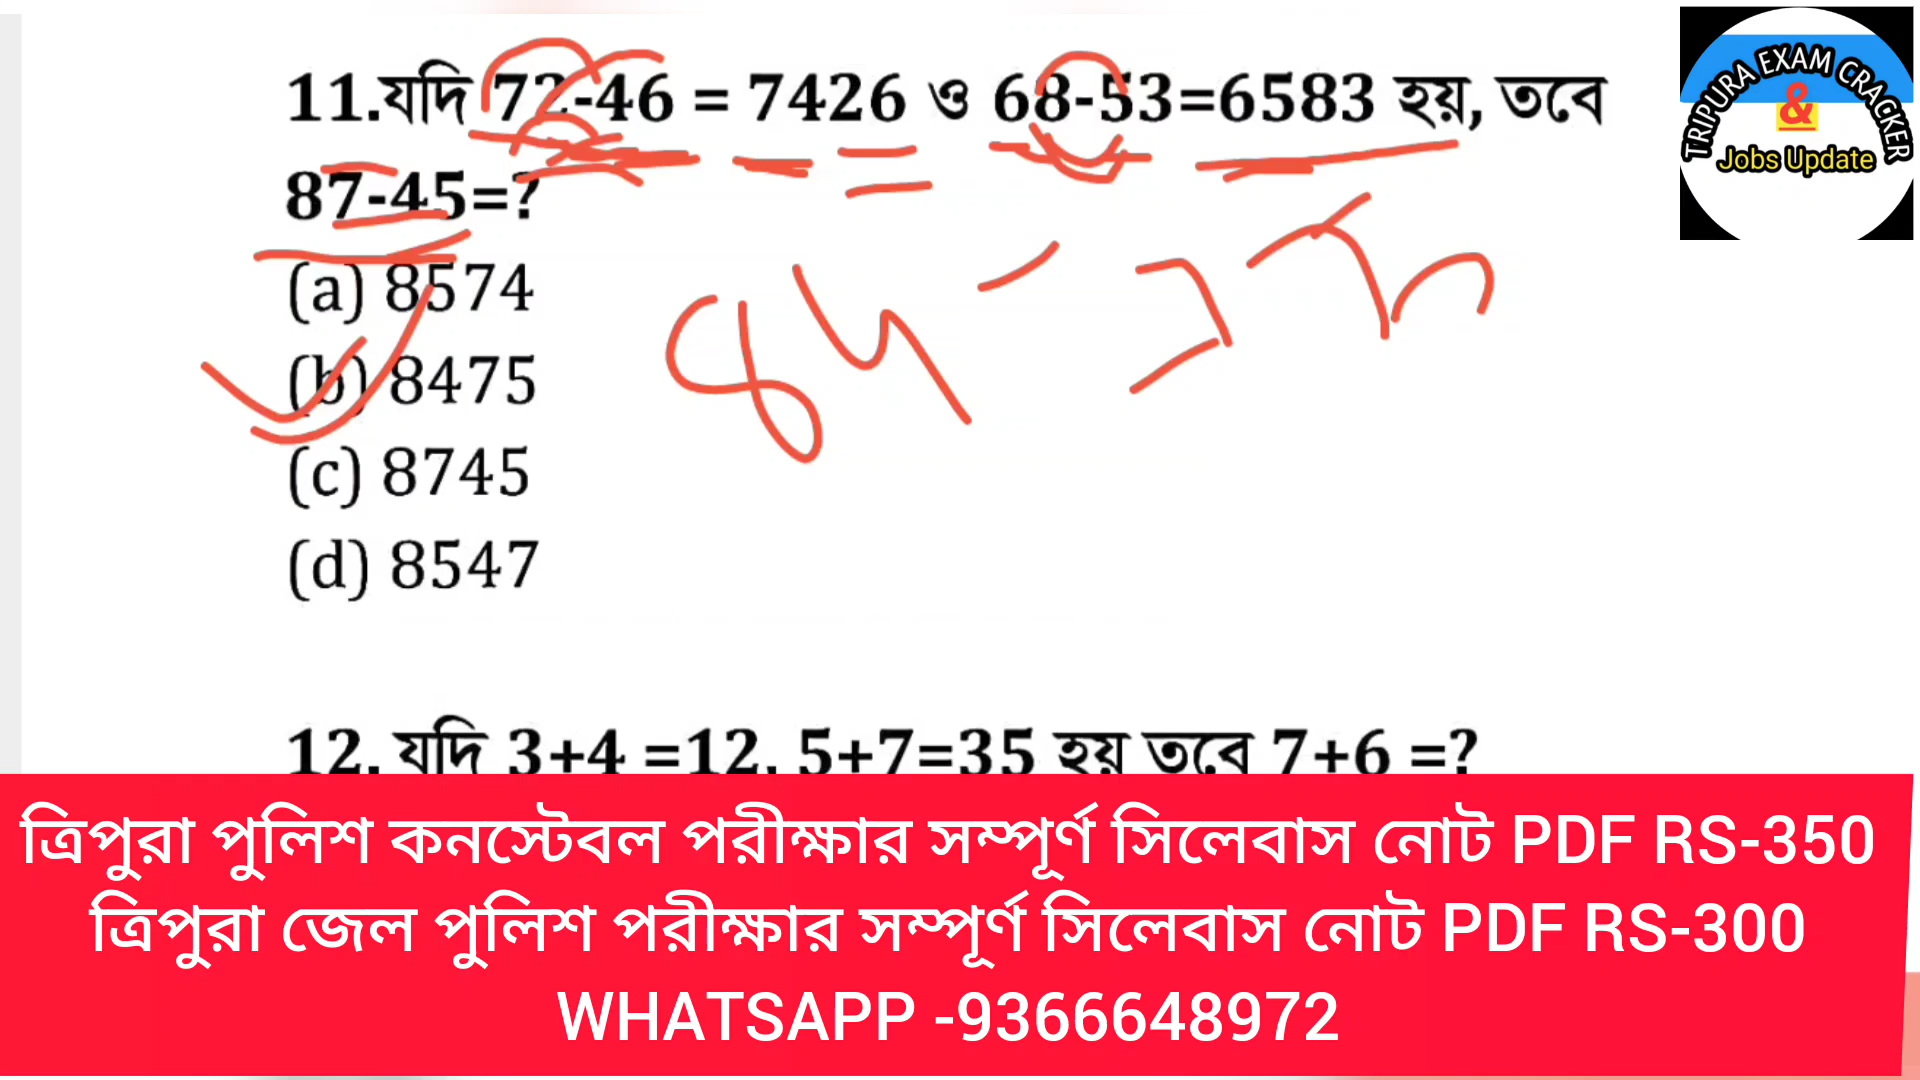 11.যদি 72-46 = 7426 ও 68-53=6583 হয়, তবে
87-45=?
(a) 8574
(b) 8475
(c) 8745
(d) 8547
12. যদি 3+4 =12, 5+7=35 হয় তবে 7+6 =?
TRIPURA EXAM CRACKER
&
Jobs Update
ত্রিপুরা পুলিশ কনস্টেবল পরীক্ষার সম্পূর্ণ সিলেবাস নোট PDF RS-350
ত্রিপুরা জেল পুলিশ পরীক্ষার সম্পূর্ণ সিলেবাস নোট PDF RS-300
WHATSAPP -9366648972